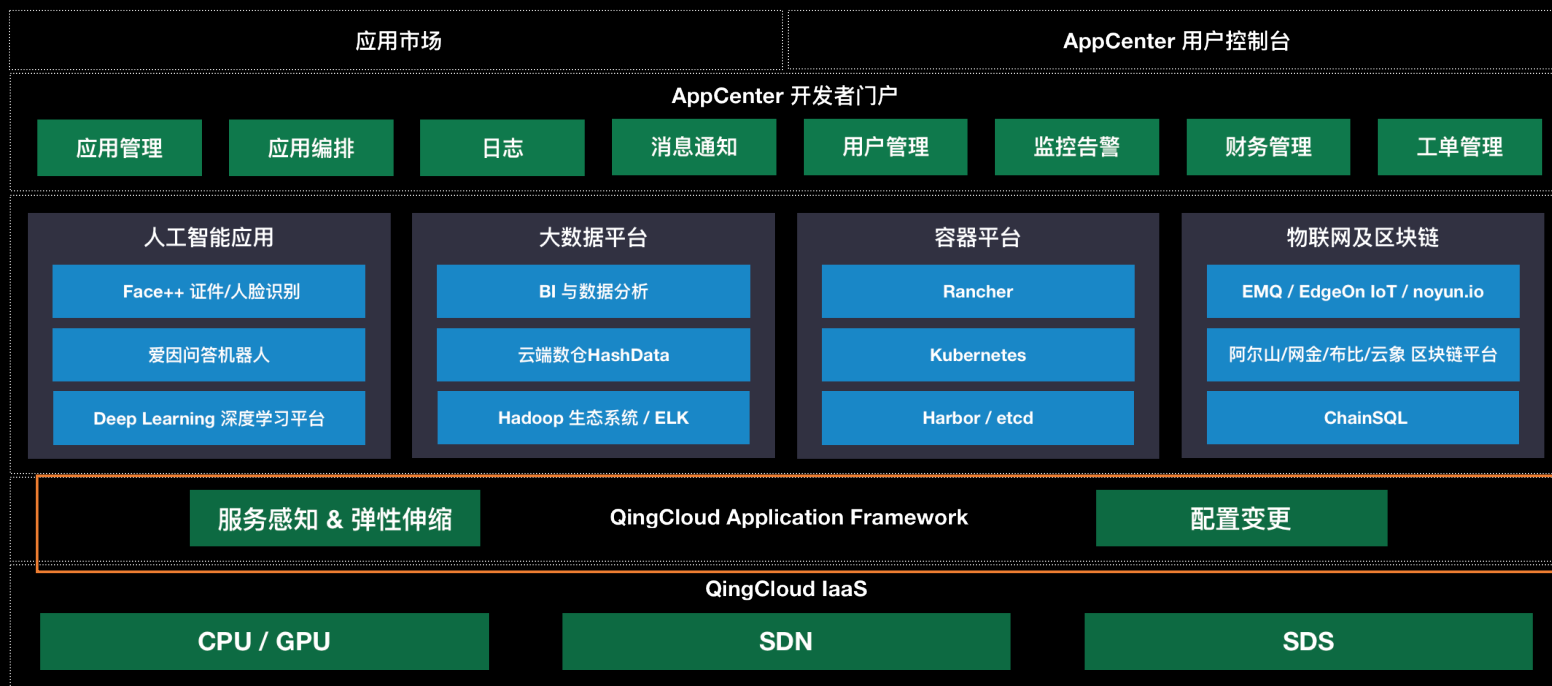 应用市场
AppCenter 用户控制台
AppCenter 开发者门户
应用管理
应用编排
日志
消息通知
用户管理
监控告警
财务管理
工单管理
人工智能应用
Face++ 证件/人脸识别
爱因问答机器人
Deep Learning 深度学习平台
大数据平台
BI 与数据分析
云端数仓HashData
Hadoop 生态系统 / ELK
容器平台
Rancher
Kubernetes
Harbor / etcd
物联网及区块链
EMQ / EdgeOn IoT / noyun.io
阿尔山/网金/布比/云象 区块链平台
ChainSQL
服务感知 & 弹性伸缩
QingCloud Application Framework
配置变更
QingCloud IaaS
CPU / GPU
SDN
SDS